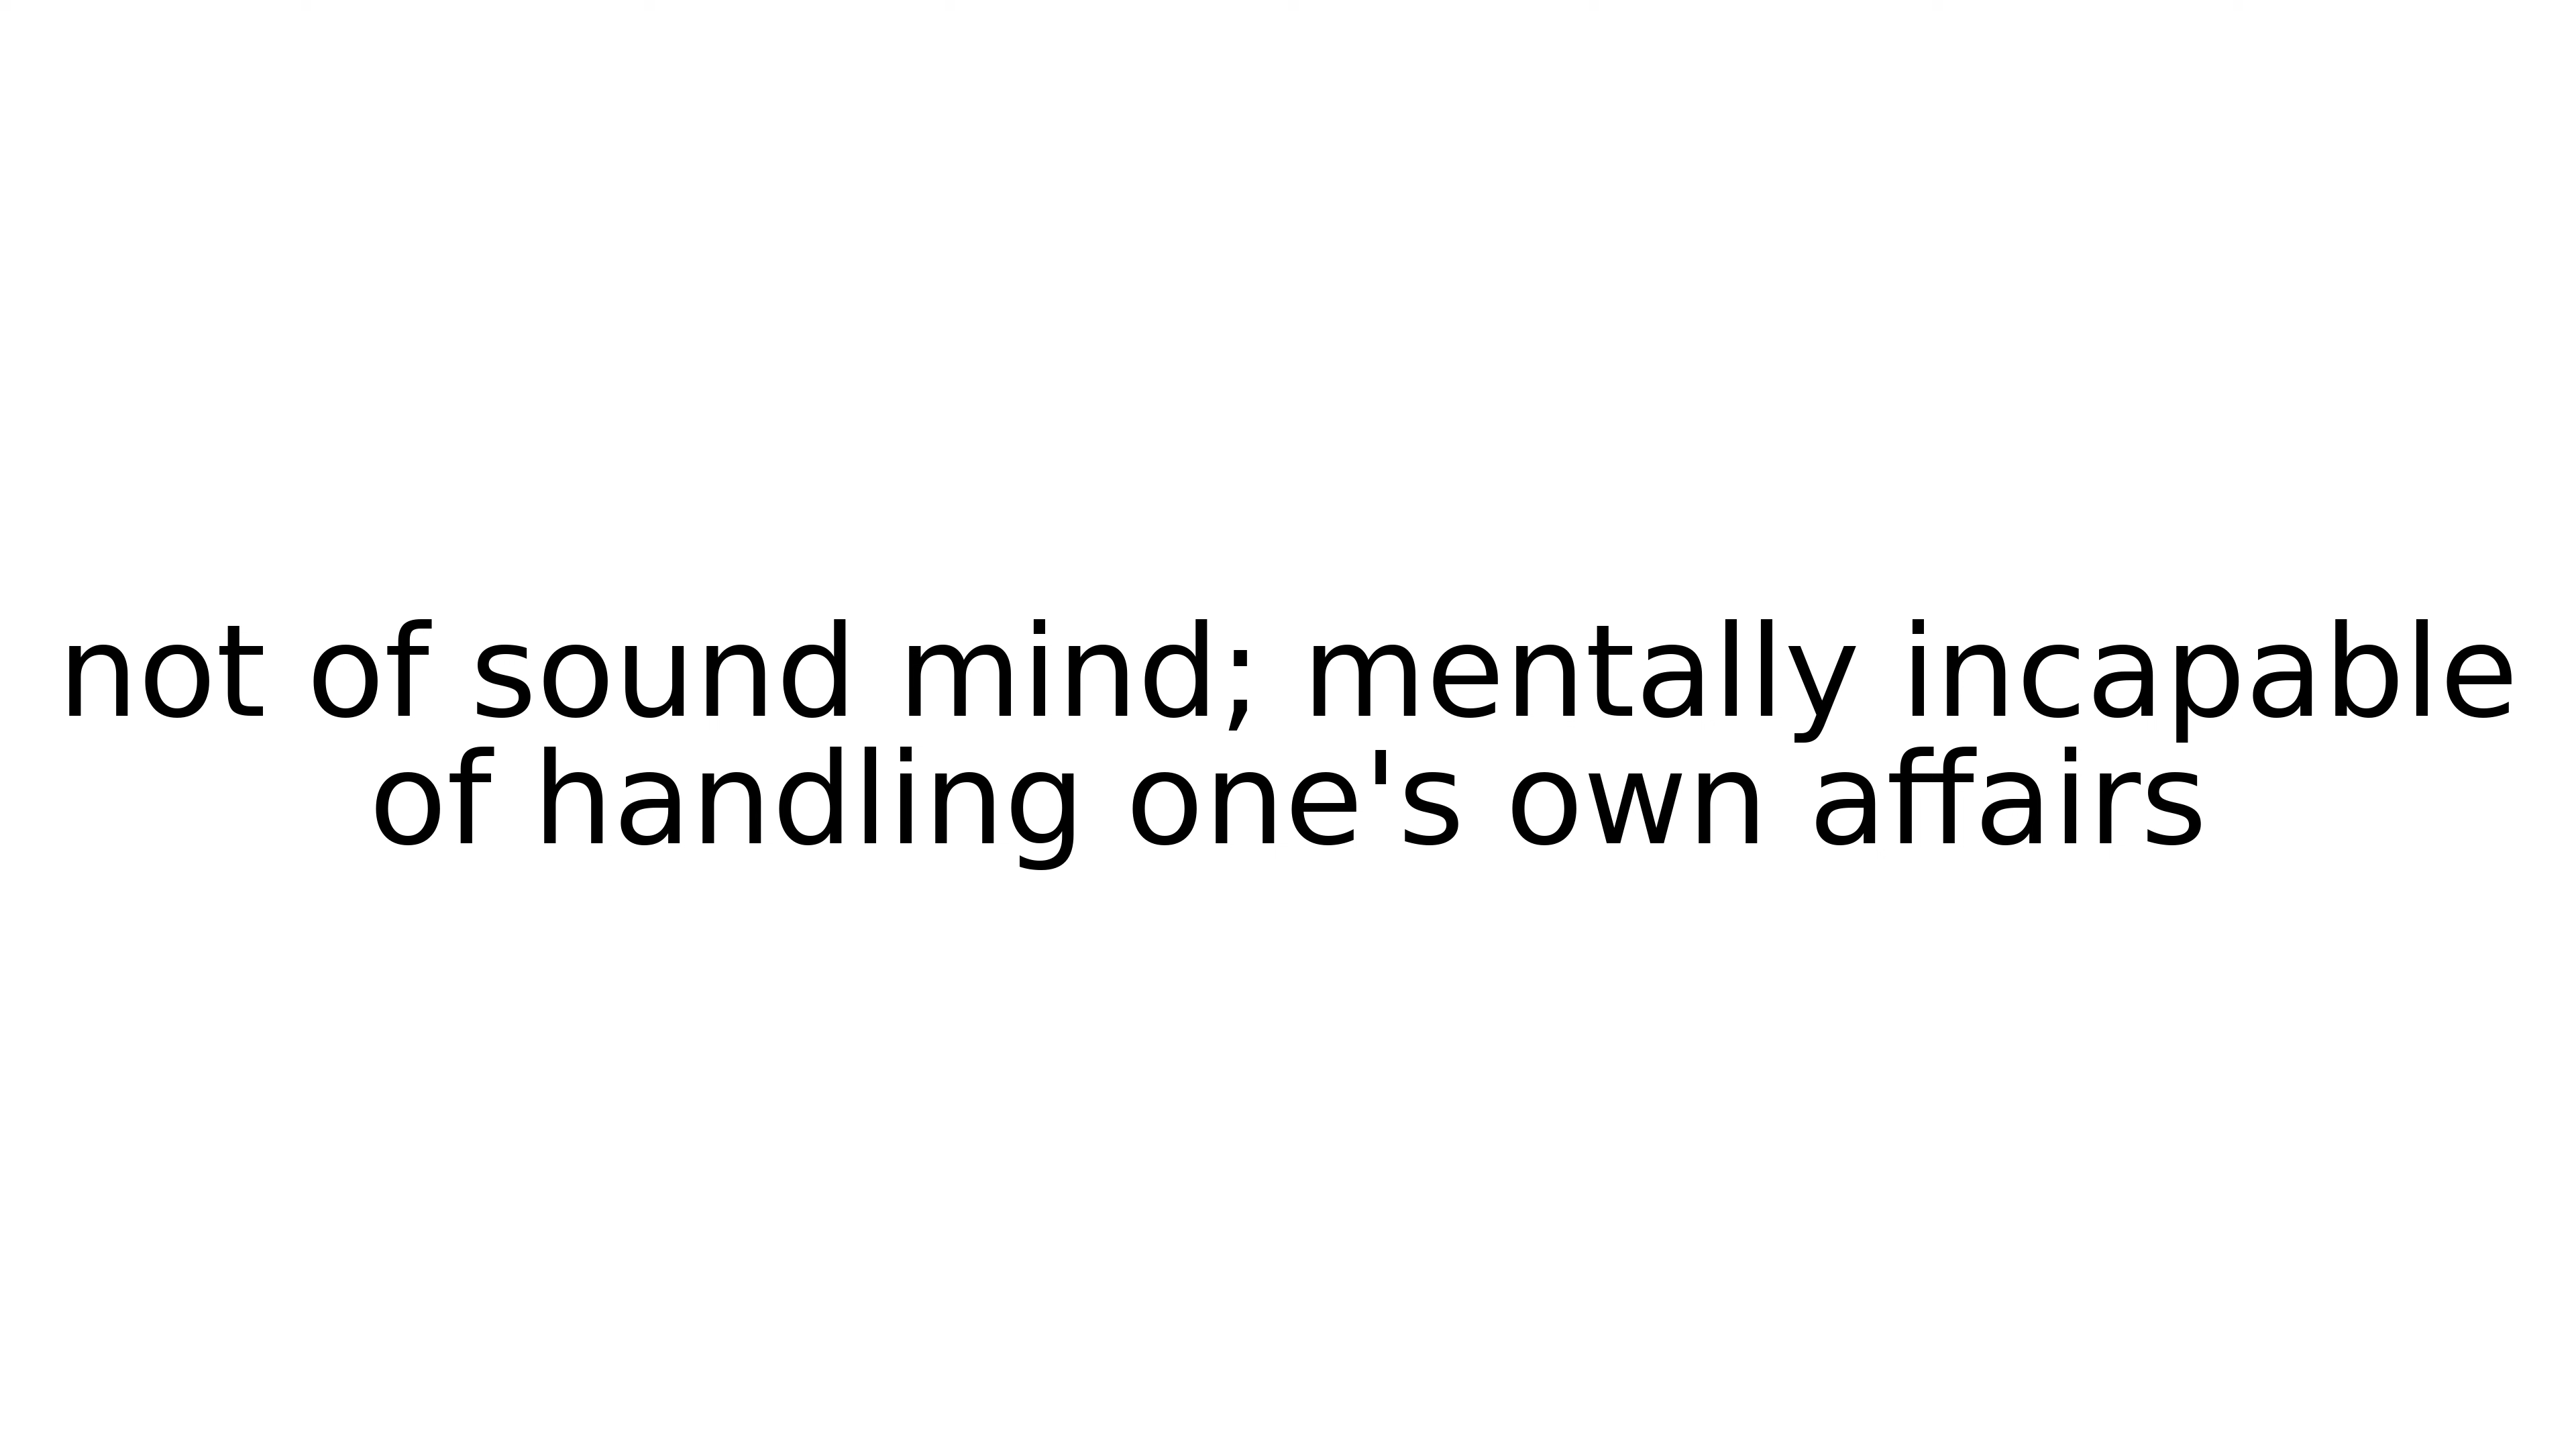 not of sound mind; mentally incapable
of handling one's own affairs